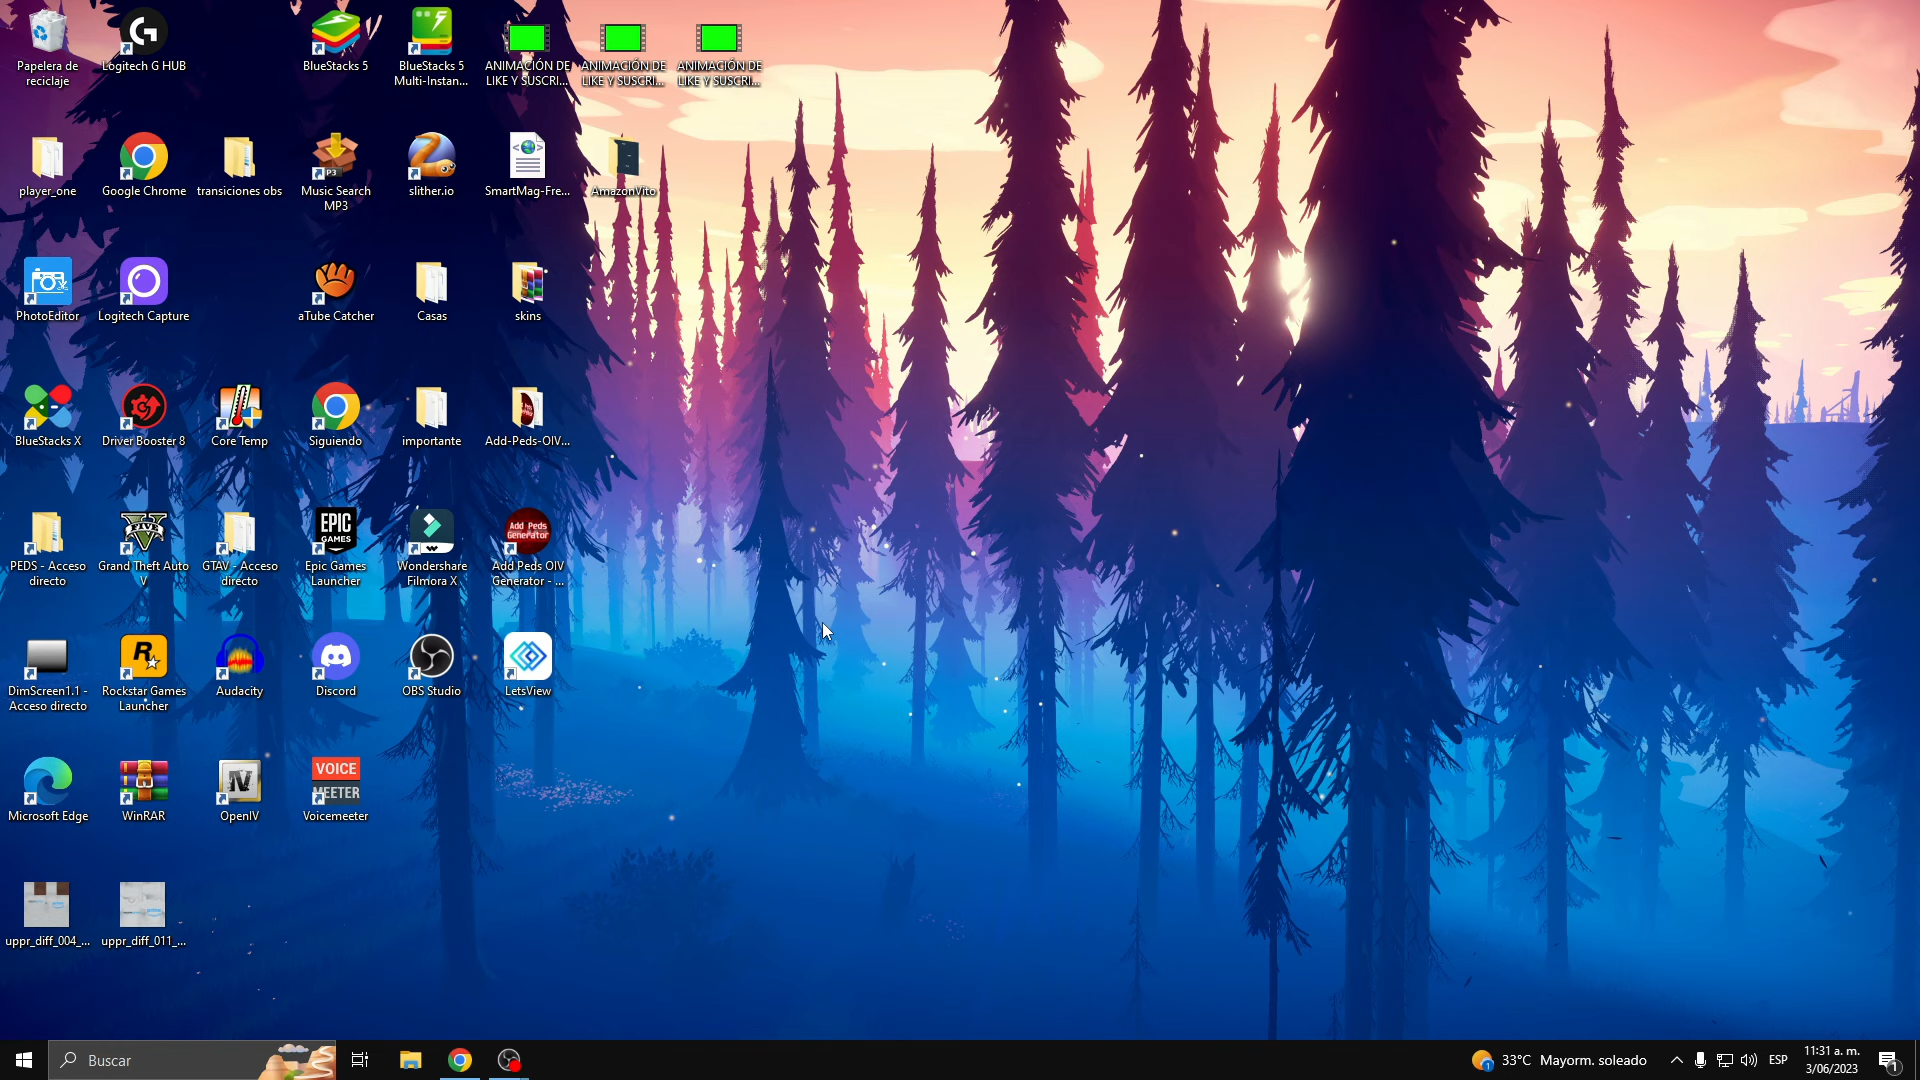 Papelera de
reciclaje
Logitech G HUB
BlueStacks 5
BlueStacks 5
Multi-Instan...
ANIMACIÓN DE
LIKE Y SUSCRI...
ANIMACIÓN DE
LIKE Y SUSCRI...
ANIMACIÓN DE
LIKE Y SUSCRI...
player_one
Google Chrome
transiciones obs
P3
Music Search
MP3
slither.io
SmartMag-Fre...
AmazonVito
PhotoEditor
Logitech Capture
aTube Catcher
Casas
skins
BlueStacks X
Driver Booster 8
Core Temp
Siguiendo
importante
Add-Peds-OIV...
PEDS - Acceso
directo
FIVE
Grand Theft Auto
V
GTAV - Acceso
directo
EPIC
GAMES
Epic Games
Launcher
Wondershare
Filmora X
Add Peds
Generator
Add Peds OIV
Generator - ...
DimScreen1.1 -
Acceso directo
Rockstar Games
Launcher
Audacity
Discord
OBS Studio
LetsView
Microsoft Edge
WinRAR
IV
OpenIV
VOICE
MEETER
Voicemeeter
uppr_diff_004_...
uppr_diff_011_...
Buscar
1
33°C Mayorm. soleado
ESP
11:31 a. m.
3/06/2023
1